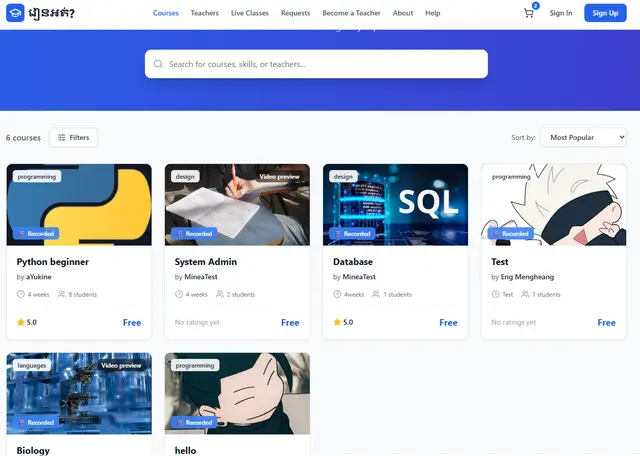 រៀនអត់?
Courses Teachers Live Classes Requests Become a Teacher About Help
2
Sign In
Sign Up
Search for courses, skills, or teachers...
6 courses
Filters
Sort by:
Most Popular
programming
Recorded
Python beginner
by aYukine
4 weeks
8 students
5.0
Free
design
Video preview
Recorded
System Admin
by MineaTest
4 weeks
2 students
No ratings yet
Free
design
SQL
Recorded
Database
by MineaTest
4weeks
1 students
5.0
Free
programming
Recorded
Test
by Eng Mengheang
Test
1 students
No ratings yet
Free
languages
Video preview
Recorded
Biology
programming
Recorded
hello